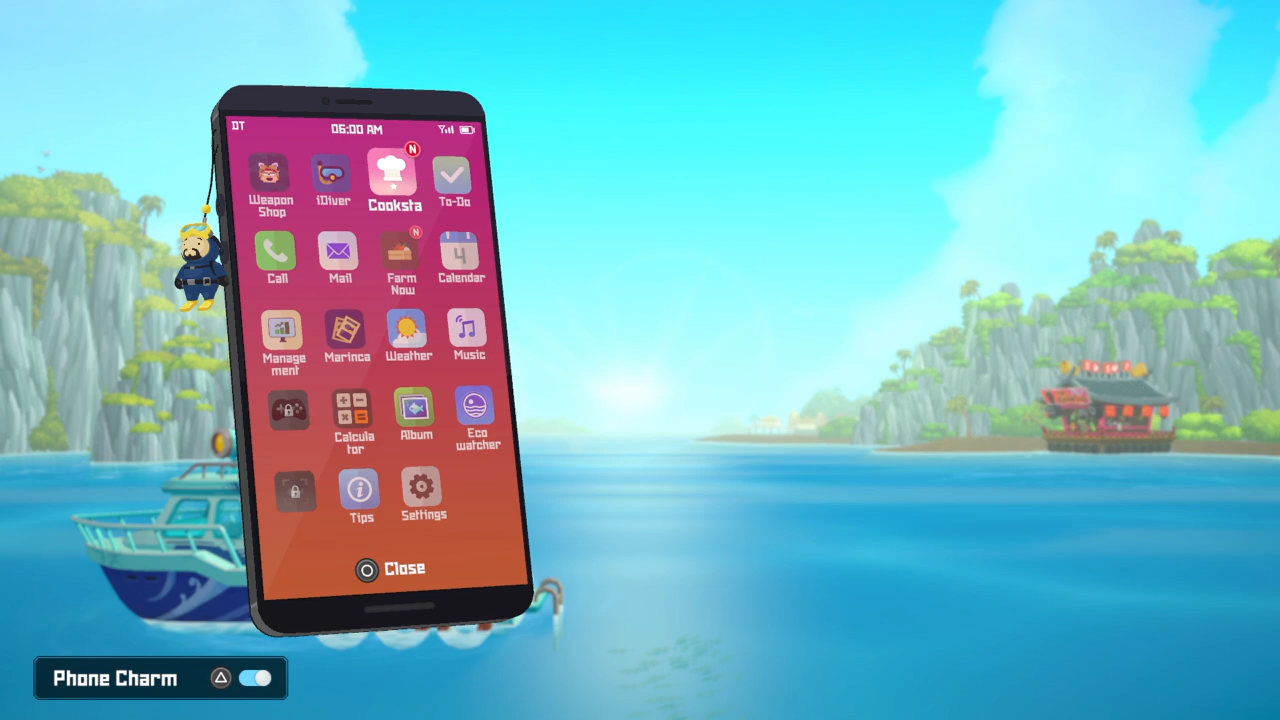 DT
06:00 AM
N
Weapon
Shop
iDiver
Cooksta
To-Do
N
Call
Mail
Farm
Now
4
Calendar
Manage
ment
Marinca
Weather
Music
Calcula
tor
Album
Eco
watcher
Tips
Settings
Close
Phone Charm